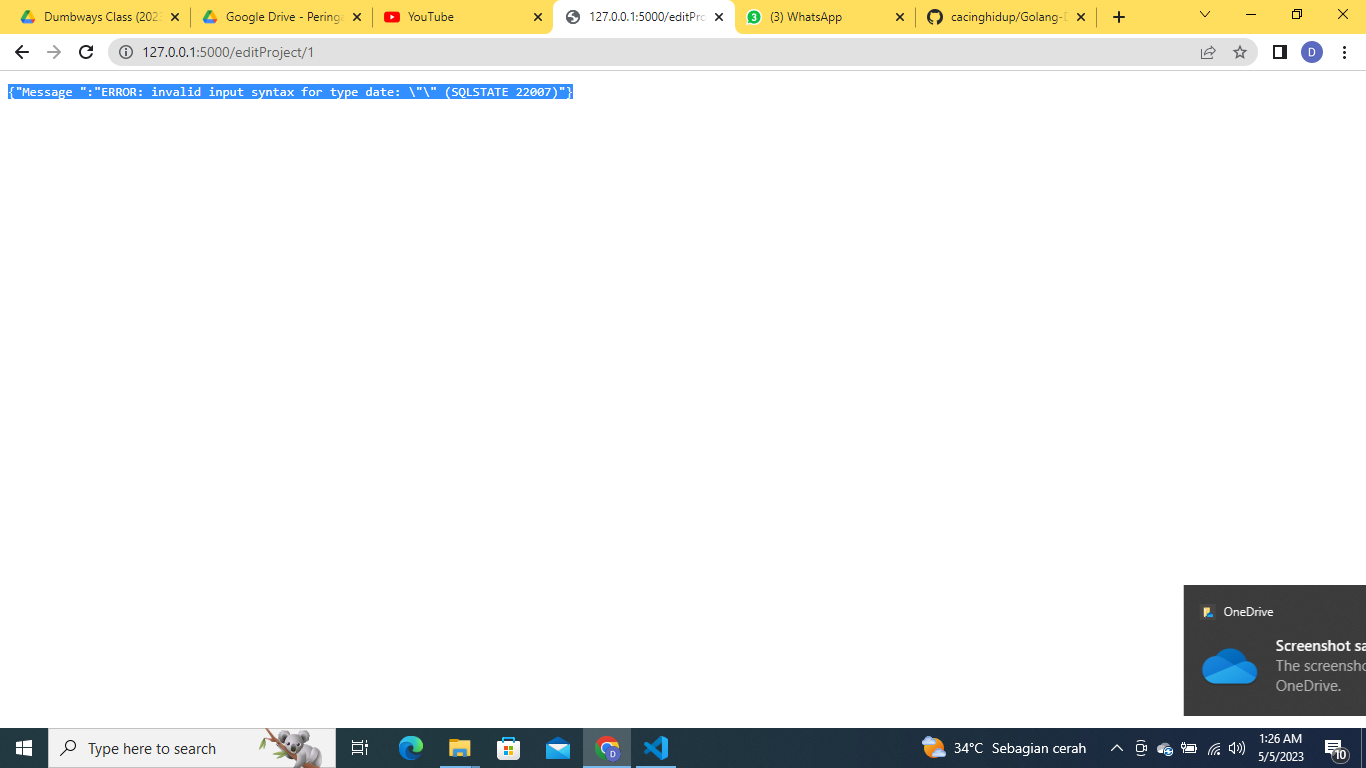 Dumbways Class (202
Google Drive - Peringa
YouTube
127.0.0.1:5000/editPro
(3) WhatsApp
cacinghidup/Golang-D
127.0.0.1:5000/editProject/1
D
{"Message ":"ERROR: invalid input syntax for type date: \"\" (SQLSTATE 22007)"}
OneDrive
Screenshot sa
The screensho
OneDrive.
Type here to search
34°C Sebagian cerah
1:26 AM
5/5/2023
10